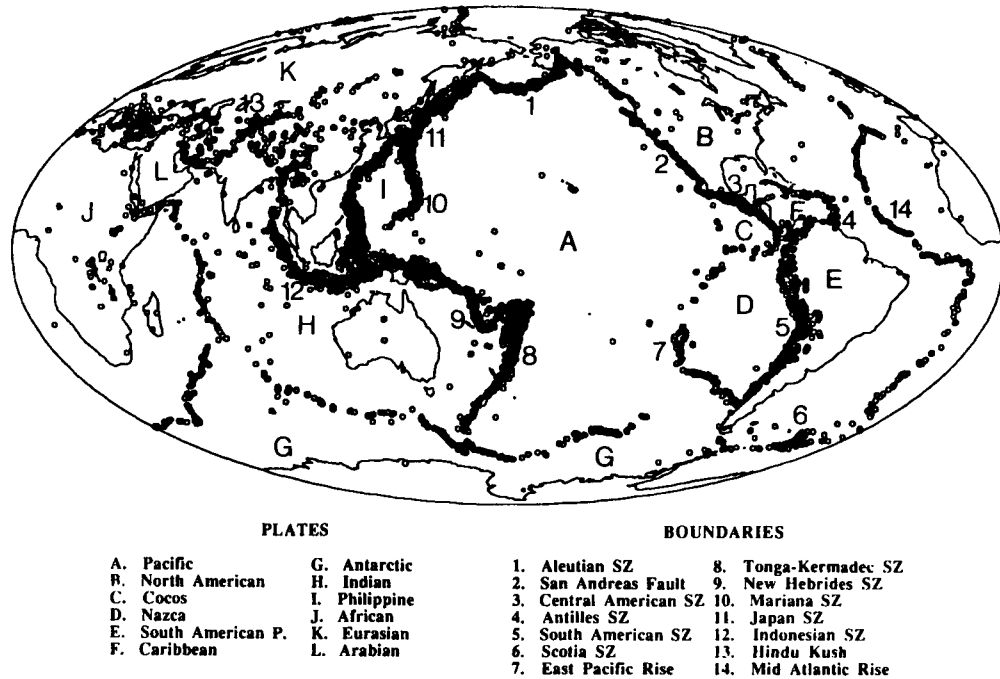 K
13
1
11
B
L
2
I
3
J
10
F
4
14
C
A
E
12
D
H
9
5
8
7
6
G
G
PLATES
A. Pacific
B. North American
C. Cocos
D. Nazca
E. South American P.
F. Caribbean
G. Antarctic
H. Indian
I. Philippine
J. African
K. Eurasian
L. Arabian
BOUNDARIES
1. Aleutian SZ
2. San Andreas Fault
3. Central American SZ
4. Antilles SZ
5. South American SZ
6. Scotia SZ
7. East Pacific Rise
8. Tonga-Kermadec SZ
9. New Hebrides SZ
10. Mariana SZ
11. Japan SZ
12. Indonesian SZ
13. Hindu Kush
14. Mid Atlantic Rise